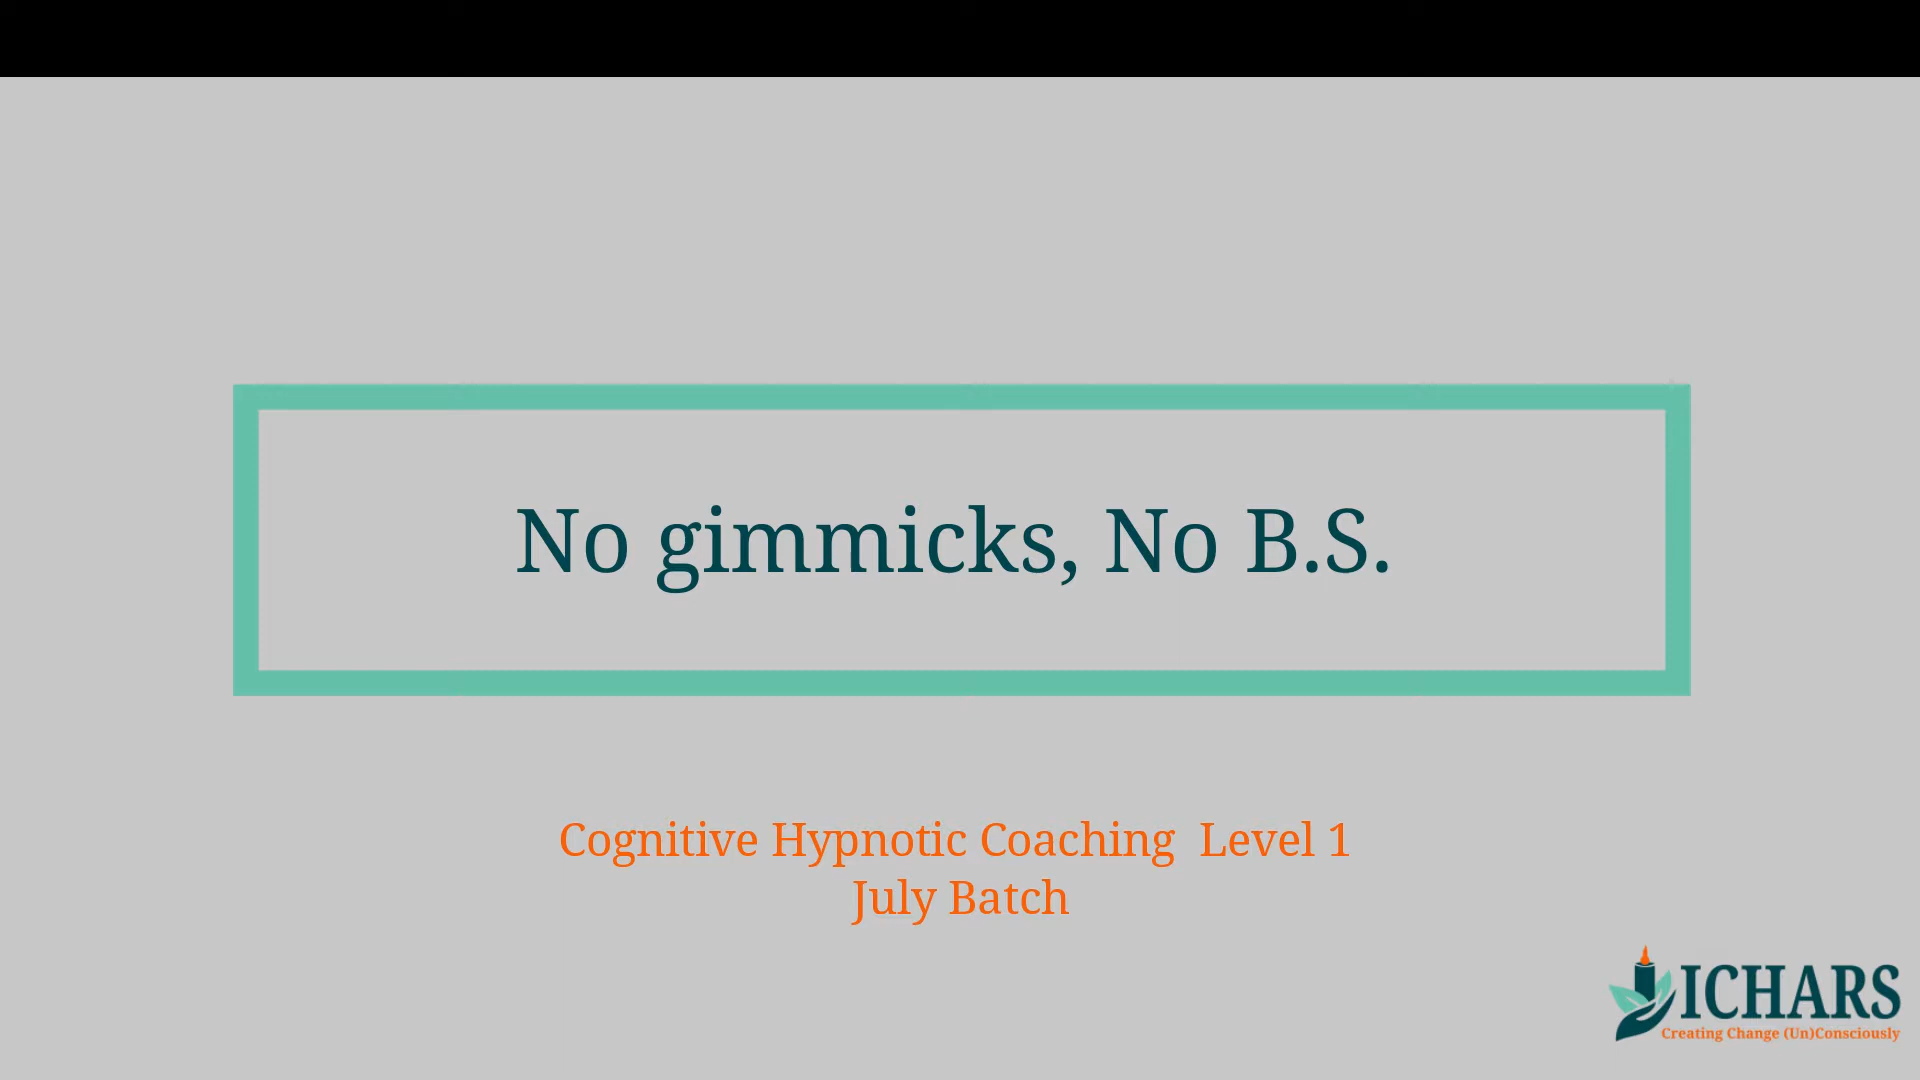 No gimmicks, No B.S.
Cognitive Hypnotic Coaching  Level 1
July Batch
ICHARS
Creating Change (Un)Consciously